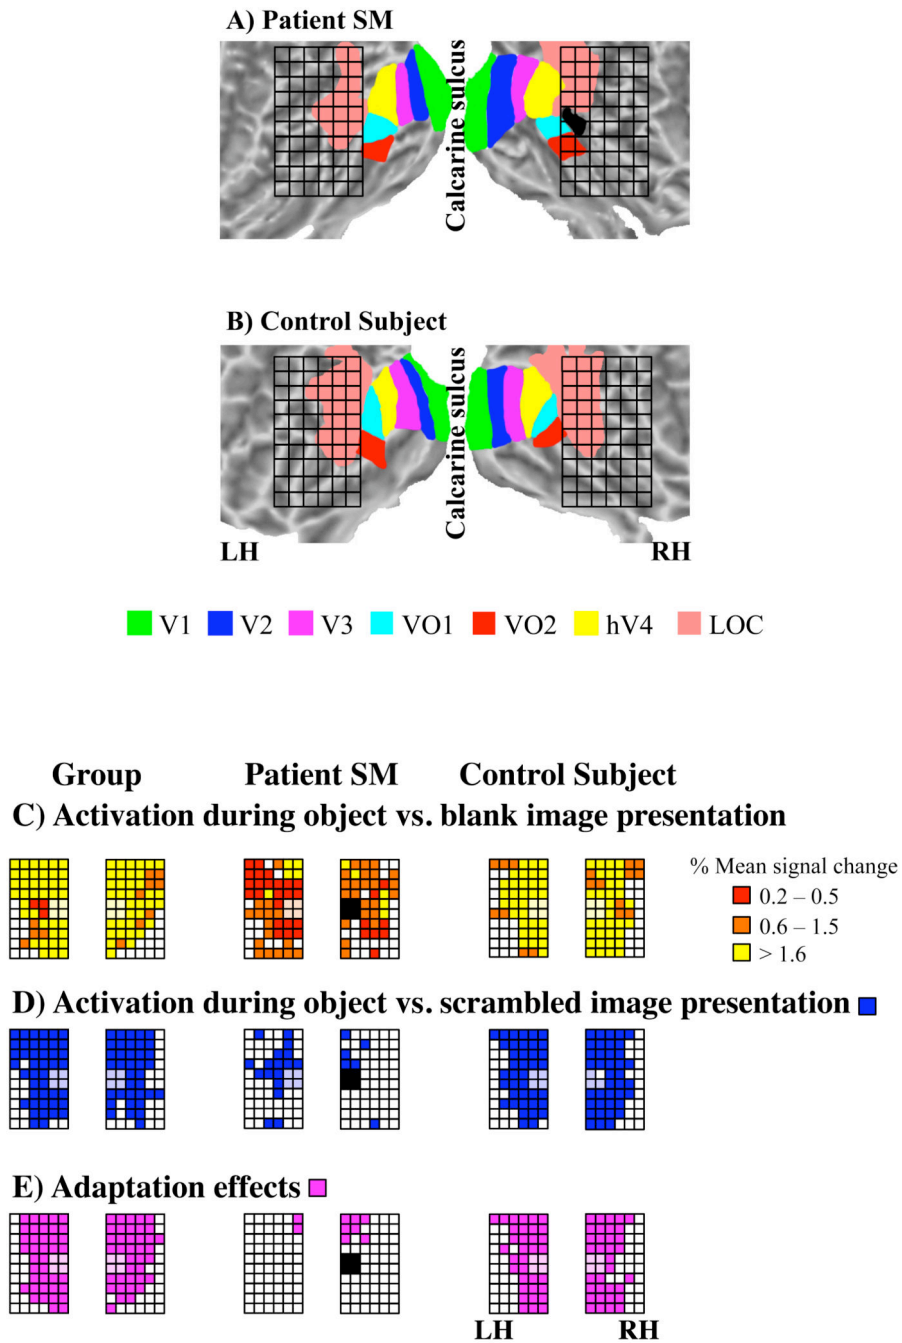 A) Patient SM
Calcarine sulcus
B) Control Subject
Calcarine sulcus
LH RH
V1 V2 V3 VO1 VO2 hV4 LOC
Group Patient SM Control Subject
C) Activation during object vs. blank image presentation
% Mean signal change
0.2 – 0.5
0.6 – 1.5
> 1.6
D) Activation during object vs. scrambled image presentation
E) Adaptation effects
LH RH